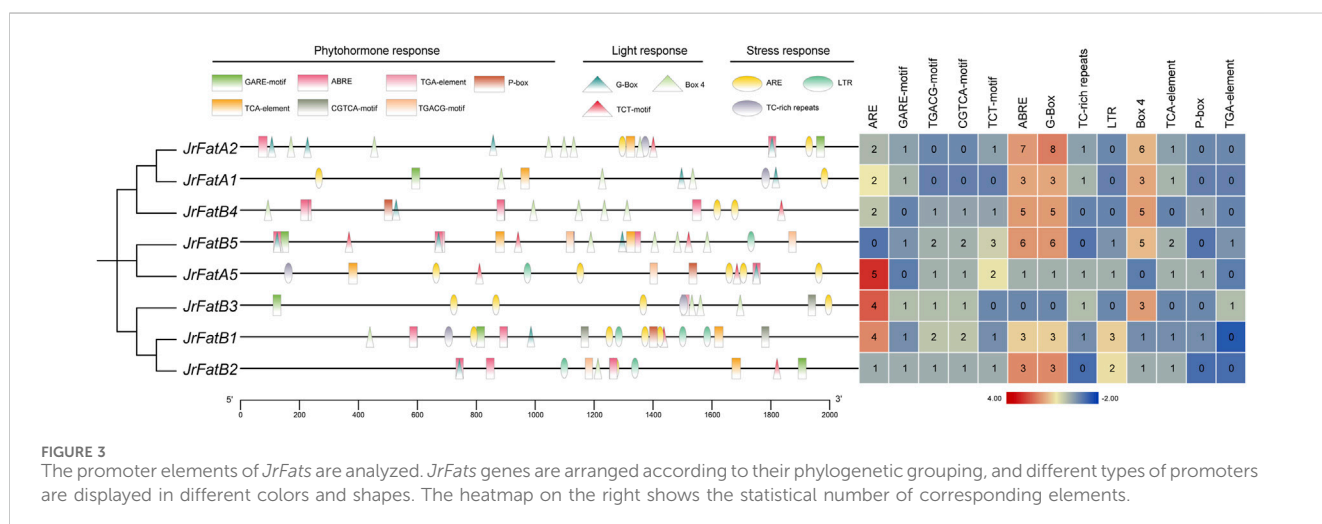 Phytohormone response
Light response
Stress response
GARE-motif
ABRE
TGA-element
P-box
G-Box
Box 4
ARE
LTR
TCA-element
CGTCA-motif
TGACG-motif
TCT-motif
TC-rich repeats
ARE
GARE-motif
TGACG-motif
CGTCA-motif
TCT-motif
ABRE
G-Box
TC-rich repeats
LTR
Box 4
TCA-element
P-box
TGA-element
JrFatA2 2 1 0 0 1 7 8 1 0 6 1 0 0
JrFatA1 2 1 0 0 0 3 3 1 0 3 1 0 0
JrFatB4 2 0 1 1 1 5 5 0 0 5 0 1 0
JrFatB5 0 1 2 2 3 6 6 0 1 5 2 0 1
JrFatA5 5 0 1 1 2 1 1 1 1 0 1 1 0
JrFatB3 4 1 1 1 0 0 0 1 0 3 0 0 1
JrFatB1 4 1 2 2 1 3 3 1 3 1 1 1 0
JrFatB2 1 1 1 1 1 3 3 0 2 1 1 0 0
5' 3'
0 200 400 600 800 1000 1200 1400 1600 1800 2000
4.00 -2.00
FIGURE 3
The promoter elements of JrFats are analyzed. JrFats genes are arranged according to their phylogenetic grouping, and different types of promoters
are displayed in different colors and shapes. The heatmap on the right shows the statistical number of corresponding elements.